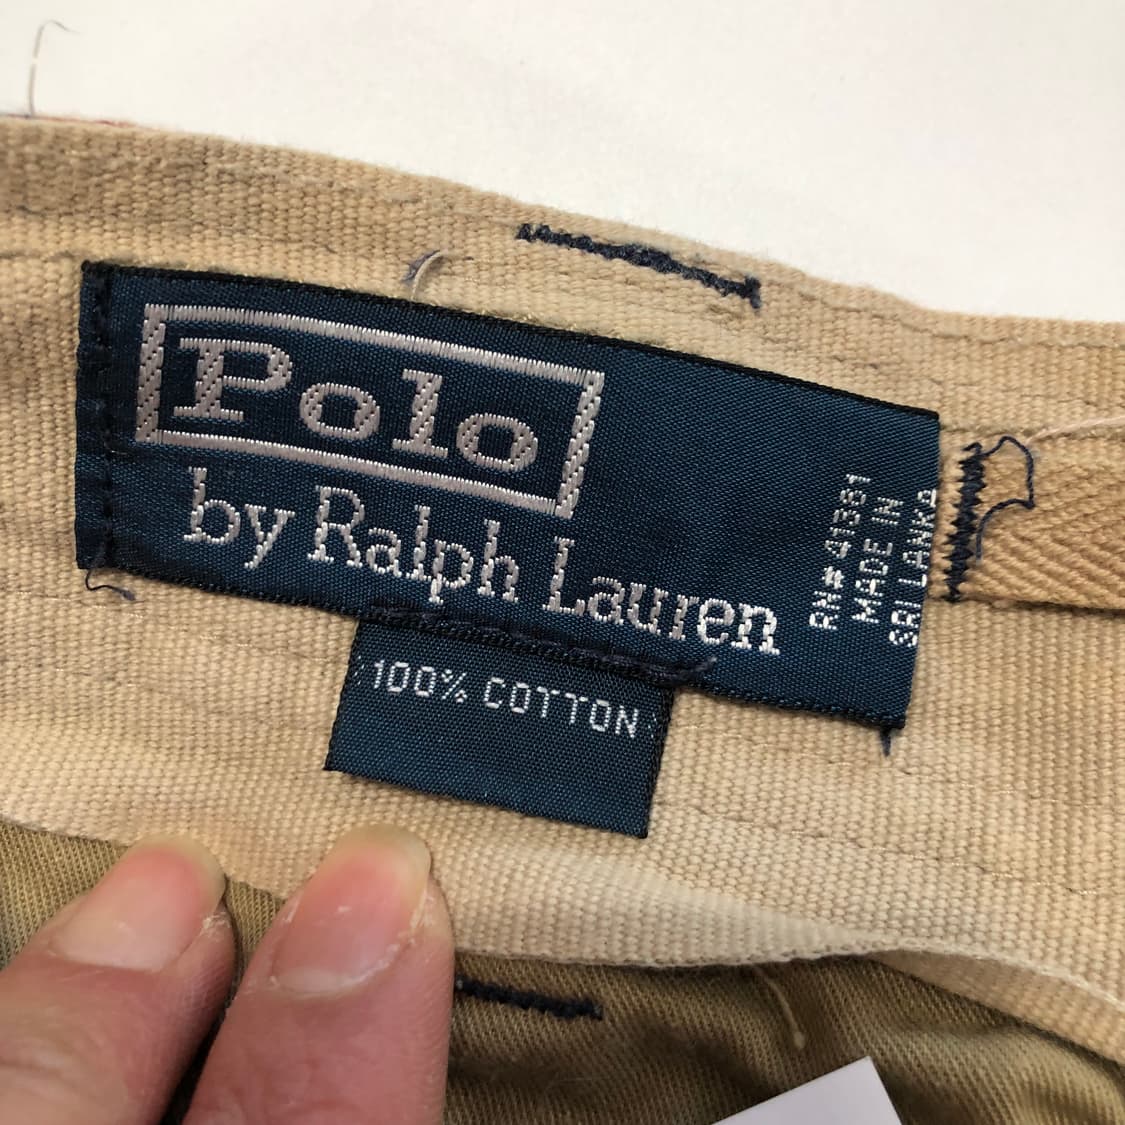 Polo
by Ralph Lauren
RN# 41381
MADE IN
SRI LANKA
100% COTTON